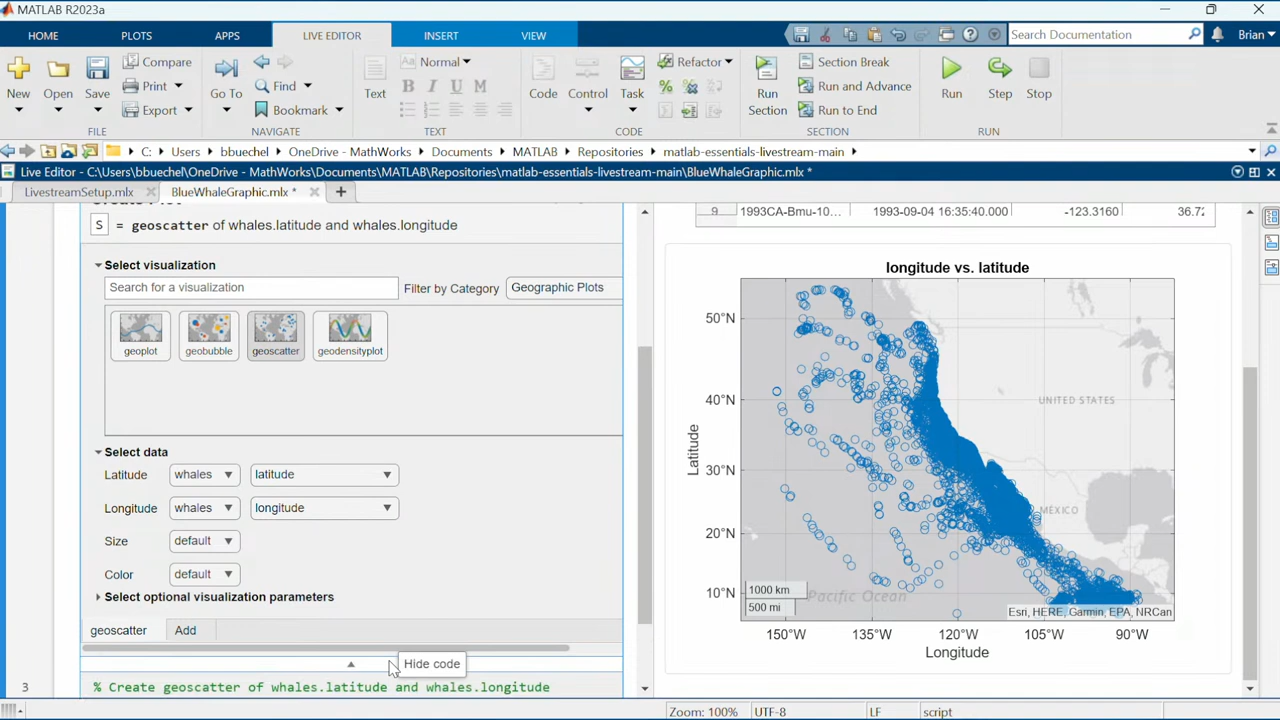 MATLAB R2023a
HOME PLOTS APPS LIVE EDITOR INSERT VIEW Search Documentation Brian
New Open Save Compare Print Export Go To Find Bookmark Text Aa Normal B I U M Code Control Task Refactor Run Section Section Break Run and Advance Run to End Run Step Stop
FILE NAVIGATE TEXT CODE SECTION RUN
C: Users bbuechel OneDrive - MathWorks Documents MATLAB Repositories matlab-essentials-livestream-main
Live Editor - C:\Users\bbuechel\OneDrive - MathWorks\Documents\MATLAB\Repositories\matlab-essentials-livestream-main\BlueWhaleGraphic.mlx *
LivestreamSetup.mlx BlueWhaleGraphic.mlx *
Create Plot
S = geoscatter of whales.latitude and whales.longitude
Select visualization
Search for a visualization Filter by Category Geographic Plots
geoplot geobubble geoscatter geodensityplot
Select data
Latitude whales latitude
Longitude whales longitude
Size default
Color default
Select optional visualization parameters
geoscatter Add
Hide code
3 % Create geoscatter of whales.latitude and whales.longitude
9 1993CA-Bmu-10... 1993-09-04 16:35:40.000 -123.3160 36.72
longitude vs. latitude
50°N
40°N
30°N
20°N
10°N
Latitude
UNITED STATES
MÉXICO
Pacific Ocean
1000 km
500 mi
Esri, HERE, Garmin, EPA, NRCan
150°W 135°W 120°W 105°W 90°W
Longitude
Zoom: 100% UTF-8 LF script